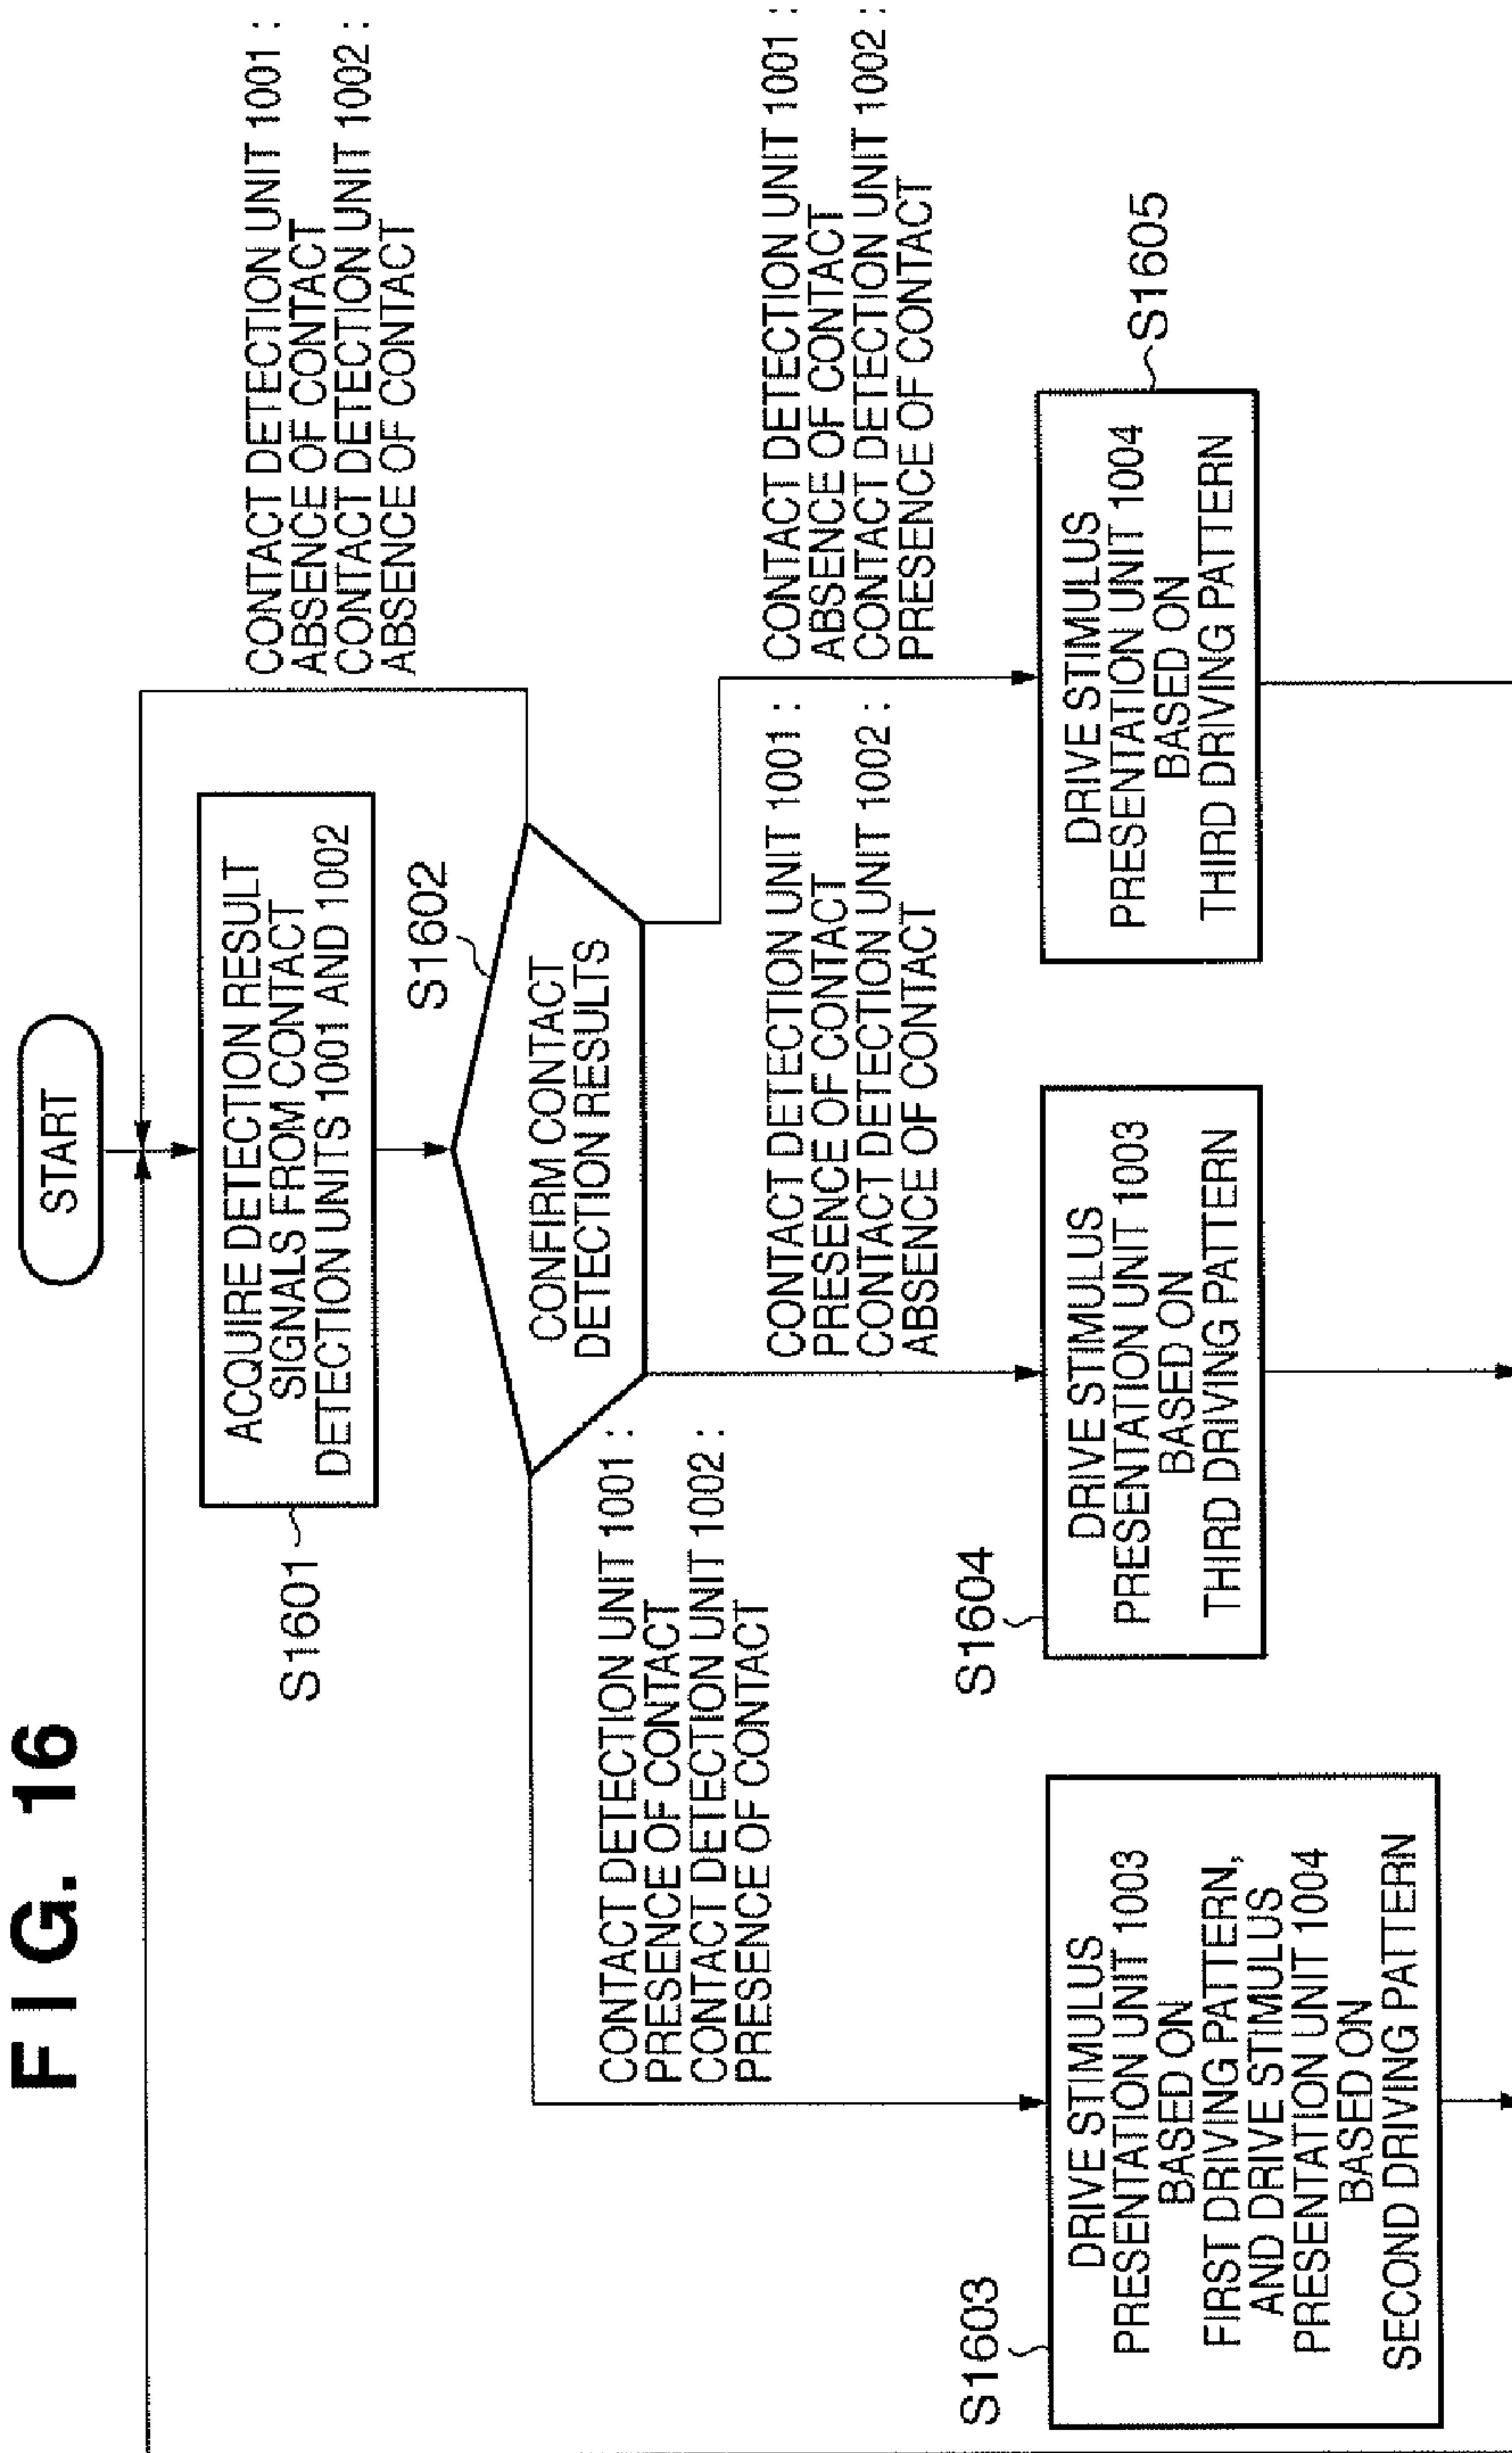 FIG. 16
START
S1601
ACQUIRE DETECTION RESULT
SIGNALS FROM CONTACT
DETECTION UNITS 1001 AND 1002
S1602
CONFIRM CONTACT
DETECTION RESULTS
CONTACT DETECTION UNIT 1001 :
ABSENCE OF CONTACT
CONTACT DETECTION UNIT 1002 :
ABSENCE OF CONTACT
CONTACT DETECTION UNIT 1001 :
PRESENCE OF CONTACT
CONTACT DETECTION UNIT 1002 :
PRESENCE OF CONTACT
CONTACT DETECTION UNIT 1001 :
PRESENCE OF CONTACT
CONTACT DETECTION UNIT 1002 :
ABSENCE OF CONTACT
CONTACT DETECTION UNIT 1001 :
ABSENCE OF CONTACT
CONTACT DETECTION UNIT 1002 :
PRESENCE OF CONTACT
S1603
DRIVE STIMULUS
PRESENTATION UNIT 1003
BASED ON
FIRST DRIVING PATTERN,
AND DRIVE STIMULUS
PRESENTATION UNIT 1004
BASED ON
SECOND DRIVING PATTERN
S1604
DRIVE STIMULUS
PRESENTATION UNIT 1003
BASED ON
THIRD DRIVING PATTERN
S1605
DRIVE STIMULUS
PRESENTATION UNIT 1004
BASED ON
THIRD DRIVING PATTERN